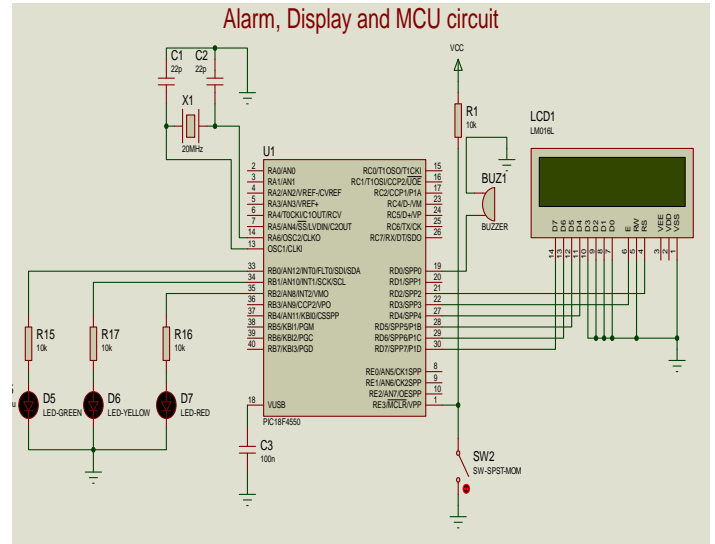 Alarm, Display and MCU circuit
C1
22p
C2
22p
X1
20MHz
VCC
R1
10k
BUZ1
BUZZER
LCD1
LM016L
D7 D6 D5 D4 D3 D2 D1 D0 E RW RS VEE VDD VSS
14 13 12 11 10 9 8 7 6 5 4 3 2 1
U1
2 RA0/AN0
3 RA1/AN1
4 RA2/AN2/VREF-/CVREF
5 RA3/AN3/VREF+
6 RA4/T0CKI/C1OUT/RCV
7 RA5/AN4/SS/LVDIN/C2OUT
14 RA6/OSC2/CLKO
13 OSC1/CLKI
33 RB0/AN12/INT0/FLT0/SDI/SDA
34 RB1/AN10/INT1/SCK/SCL
35 RB2/AN8/INT2/VMO
36 RB3/AN9/CCP2/VPO
37 RB4/AN11/KBI0/CSSPP
38 RB5/KBI1/PGM
39 RB6/KBI2/PGC
40 RB7/KBI3/PGD
18 VUSB
RC0/T1OSO/T1CKI 15
RC1/T1OSI/CCP2/UOE 16
RC2/CCP1/P1A 17
RC4/D-/VM 23
RC5/D+/VP 24
RC6/TX/CK 25
RC7/RX/DT/SDO 26
RD0/SPP0 19
RD1/SPP1 20
RD2/SPP2 21
RD3/SPP3 22
RD4/SPP4 27
RD5/SPP5/P1B 28
RD6/SPP6/P1C 29
RD7/SPP7/P1D 30
RE0/AN5/CK1SPP 8
RE1/AN6/CK2SPP 9
RE2/AN7/OESPP 10
RE3/MCLR/VPP 1
PIC18F4550
R15
10k
R17
10k
R16
10k
D5
LED-GREEN
D6
LED-YELLOW
D7
LED-RED
C3
100n
SW2
SW-SPST-MOM